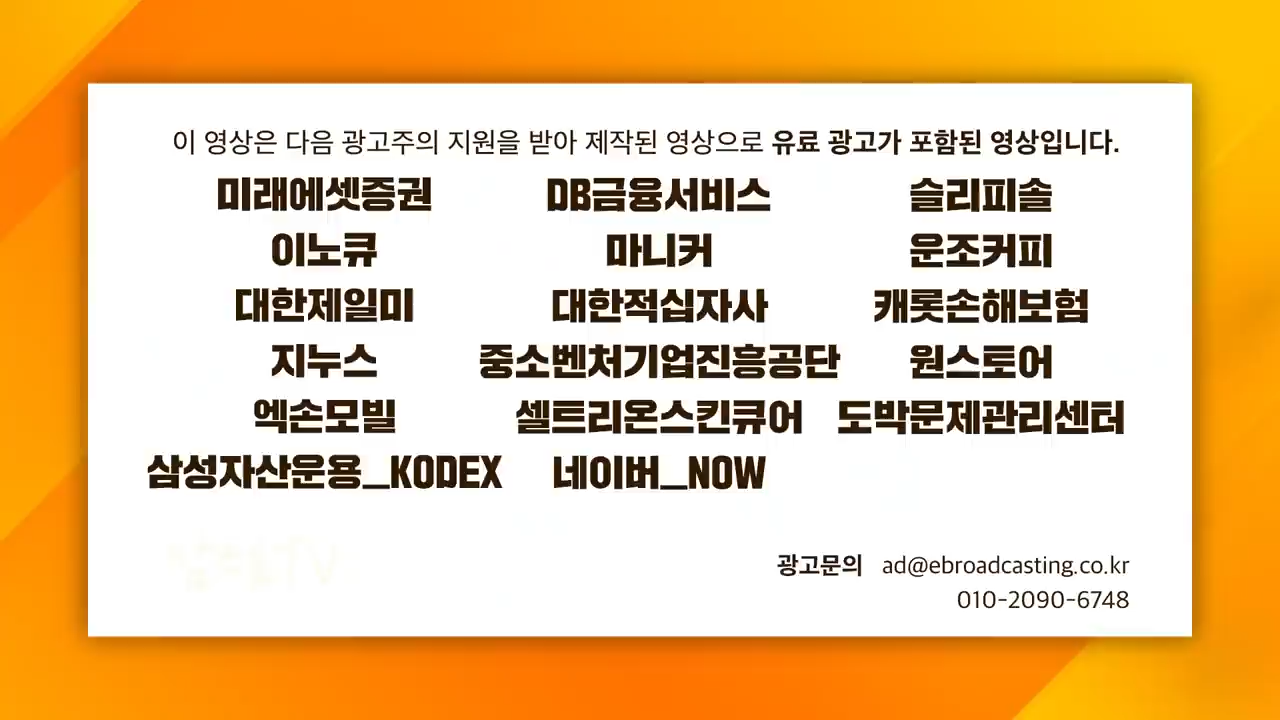 이 영상은 다음 광고주의 지원을 받아 제작된 영상으로 유료 광고가 포함된 영상입니다.
미래에셋증권 DB금융서비스 슬리피솔
이노큐 마니커 운조커피
대한제일미 대한적십자사 캐롯손해보험
지누스 중소벤처기업진흥공단 원스토어
엑손모빌 셀트리온스킨큐어 도박문제관리센터
삼성자산운용_KODEX 네이버_NOW
광고문의 ad@ebroadcasting.co.kr
010-2090-6748